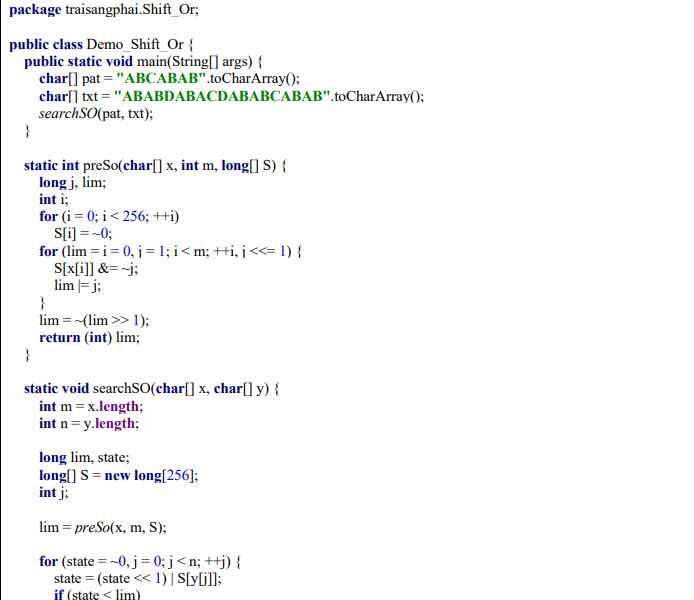 package traisangphai.Shift_Or;
public class Demo_Shift_Or {
public static void main(String[] args) {
char[] pat = "ABCABAB".toCharArray();
char[] txt = "ABABDABACDABABCABAB".toCharArray();
searchSO(pat, txt);
}
static int preSo(char[] x, int m, long[] S) {
long j, lim;
int i;
for (i = 0; i < 256; ++i)
S[i] = ~0;
for (lim = i = 0, j = 1; i < m; ++i, j <<= 1) {
S[x[i]] &= ~j;
lim |= j;
}
lim = ~(lim >> 1);
return (int) lim;
}
static void searchSO(char[] x, char[] y) {
int m = x.length;
int n = y.length;
long lim, state;
long[] S = new long[256];
int j;
lim = preSo(x, m, S);
for (state = ~0, j = 0; j < n; ++j) {
state = (state << 1) | S[y[j]];
if (state < lim)